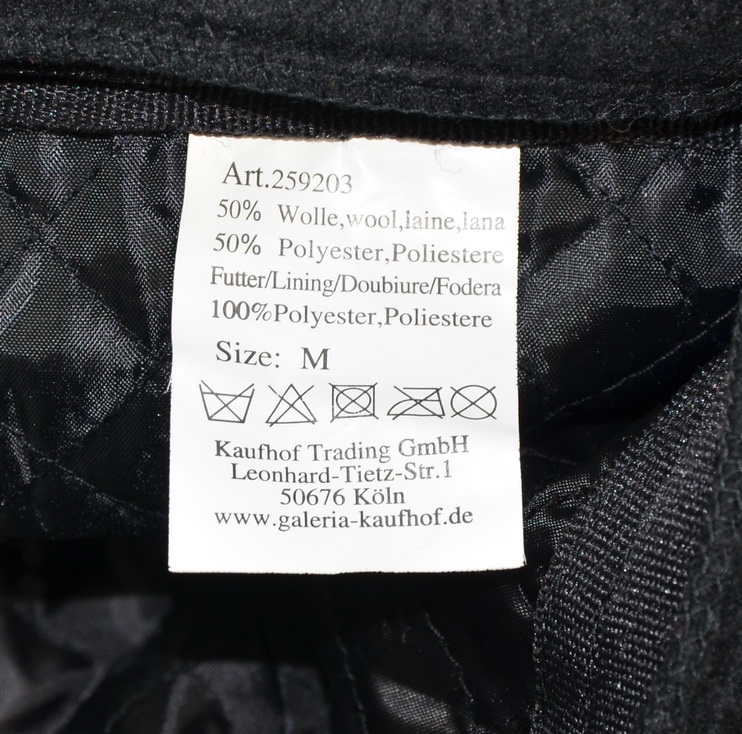 Art.259203
50% Wolle,wool,laine,lana
50% Polyester,Poliestere
Futter/Lining/Doubiure/Fodera
100%Polyester,Poliestere
Size: M
Kaufhof Trading GmbH
Leonhard-Tietz-Str.1
50676 Köln
www.galeria-kaufhof.de